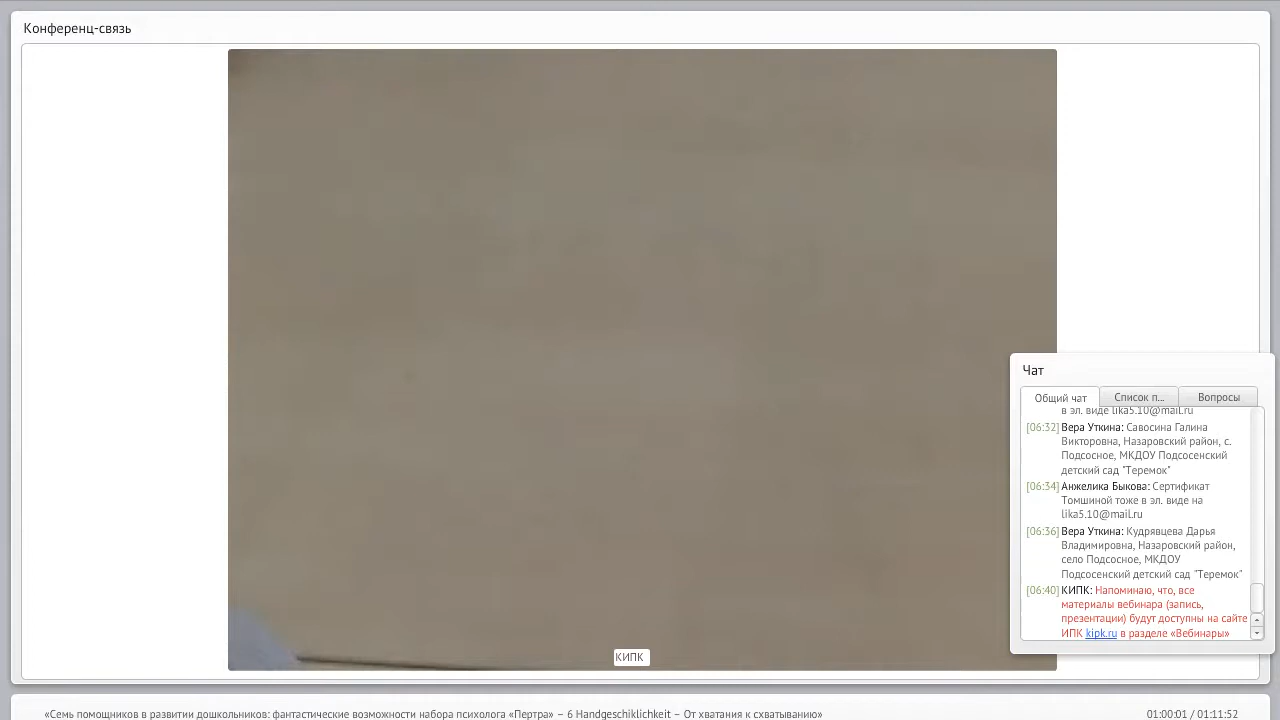 Конференц-связь
КИПК
Чат
Общий чат
Список п...
Вопросы
в эл. виде lika5.10@mail.ru
[06:32] Вера Уткина: Савосина Галина
Викторовна, Назаровский район, с.
Подсосное, МКДОУ Подсосенский
детский сад "Теремок"
[06:34] Анжелика Быкова: Сертификат
Томшиной тоже в эл. виде на
lika5.10@mail.ru
[06:36] Вера Уткина: Кудрявцева Дарья
Владимировна, Назаровский район,
село Подсосное, МКДОУ
Подсосенский детский сад "Теремок"
[06:40] КИПК: Напоминаю, что, все
материалы вебинара (запись,
презентации) будут доступны на сайте
ИПК kipk.ru в разделе «Вебинары»
«Семь помощников в развитии дошкольников: фантастические возможности набора психолога «Пертра» – 6 Handgeschiklichkeit – От хватания к схватыванию»
01:00:01 / 01:11:52